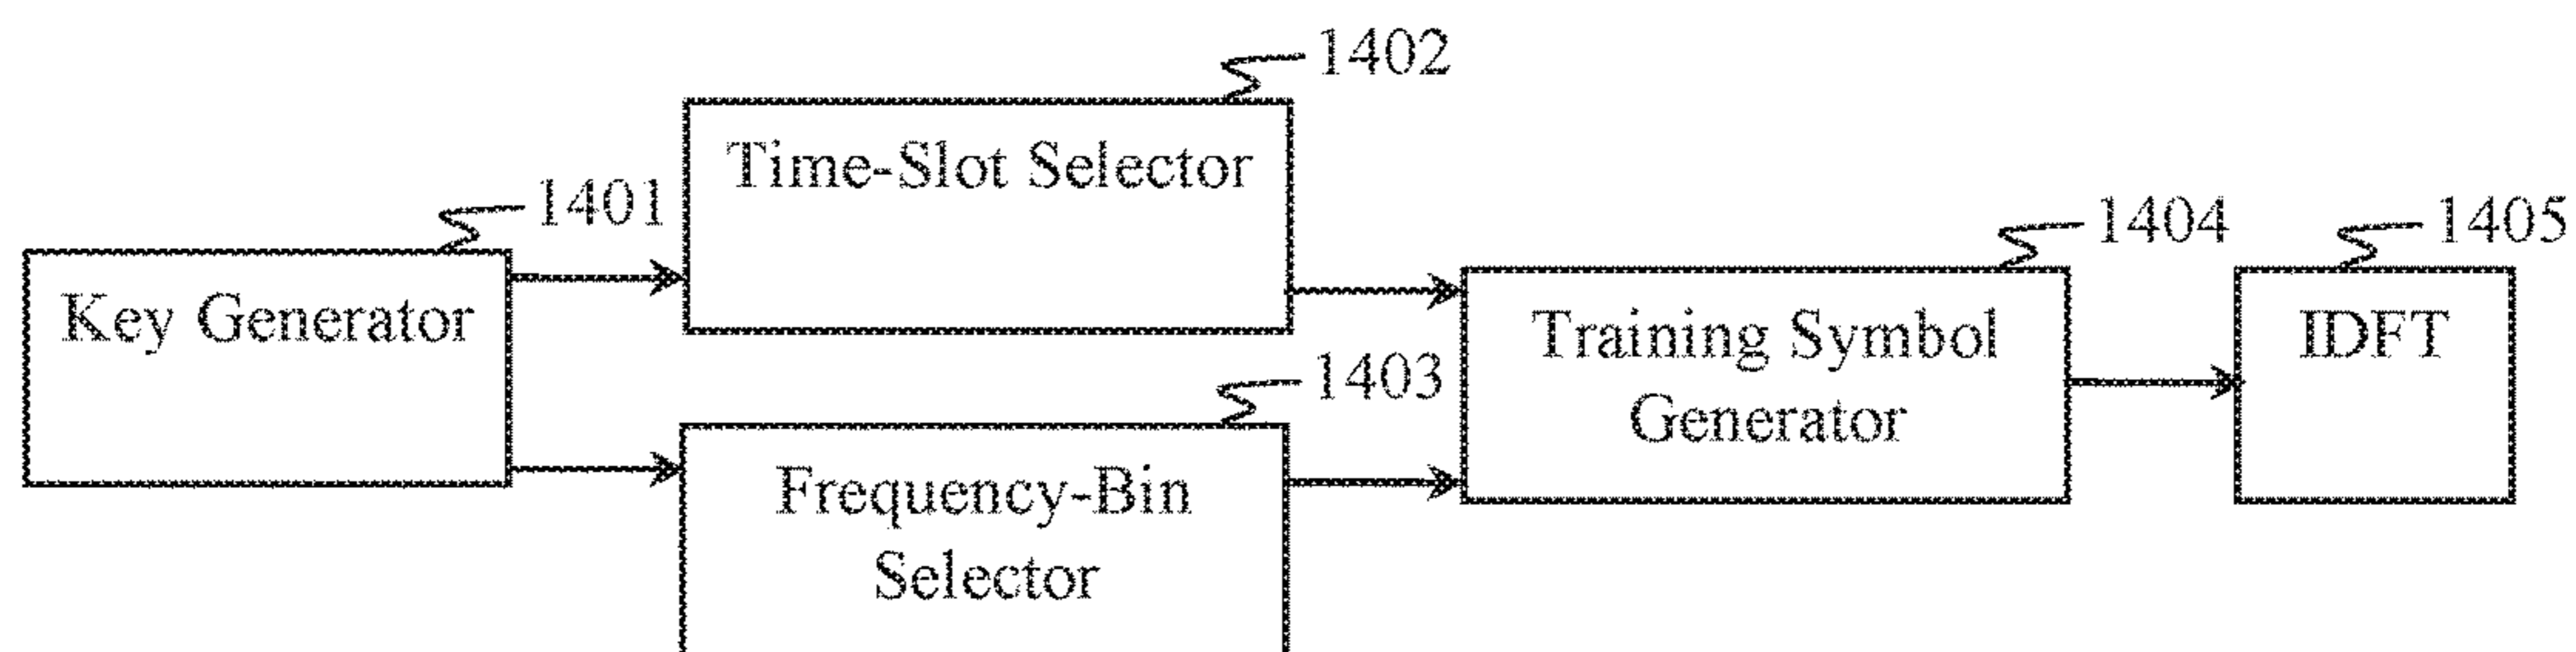 1402
Time-Slot Selector
1401
Key Generator
1404
1405
Training Symbol
Generator
IDFT
1403
Frequency-Bin
Selector